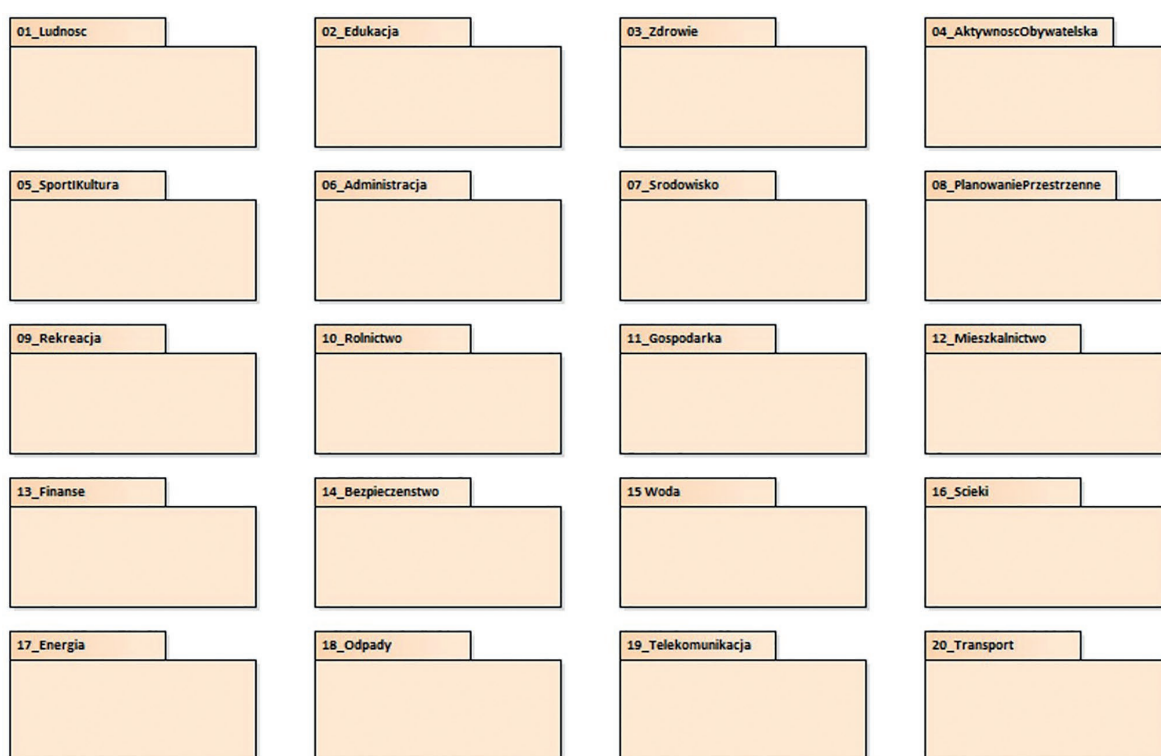 01_Ludnosc
02_Edukacja
03_Zdrowie
04_AktywnoscObywatelska
05_SportIKultura
06_Administracja
07_Srodowisko
08_PlanowaniePrzestrzenne
09_Rekreacja
10_Rolnictwo
11_Gospodarka
12_Mieszkalnictwo
13_Finanse
14_Bezpieczenstwo
15 Woda
16_Scieki
17_Energia
18_Odpady
19_Telekomunikacja
20_Transport